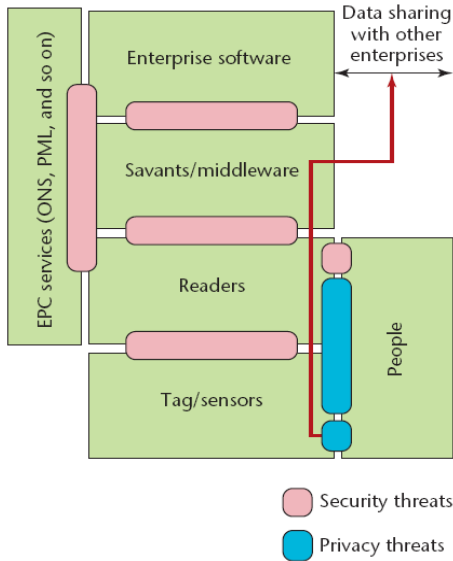 Data sharing
with other
enterprises
Enterprise software
EPC services (ONS, PML, and so on)
Savants/middleware
Readers
People
Tag/sensors
Security threats
Privacy threats